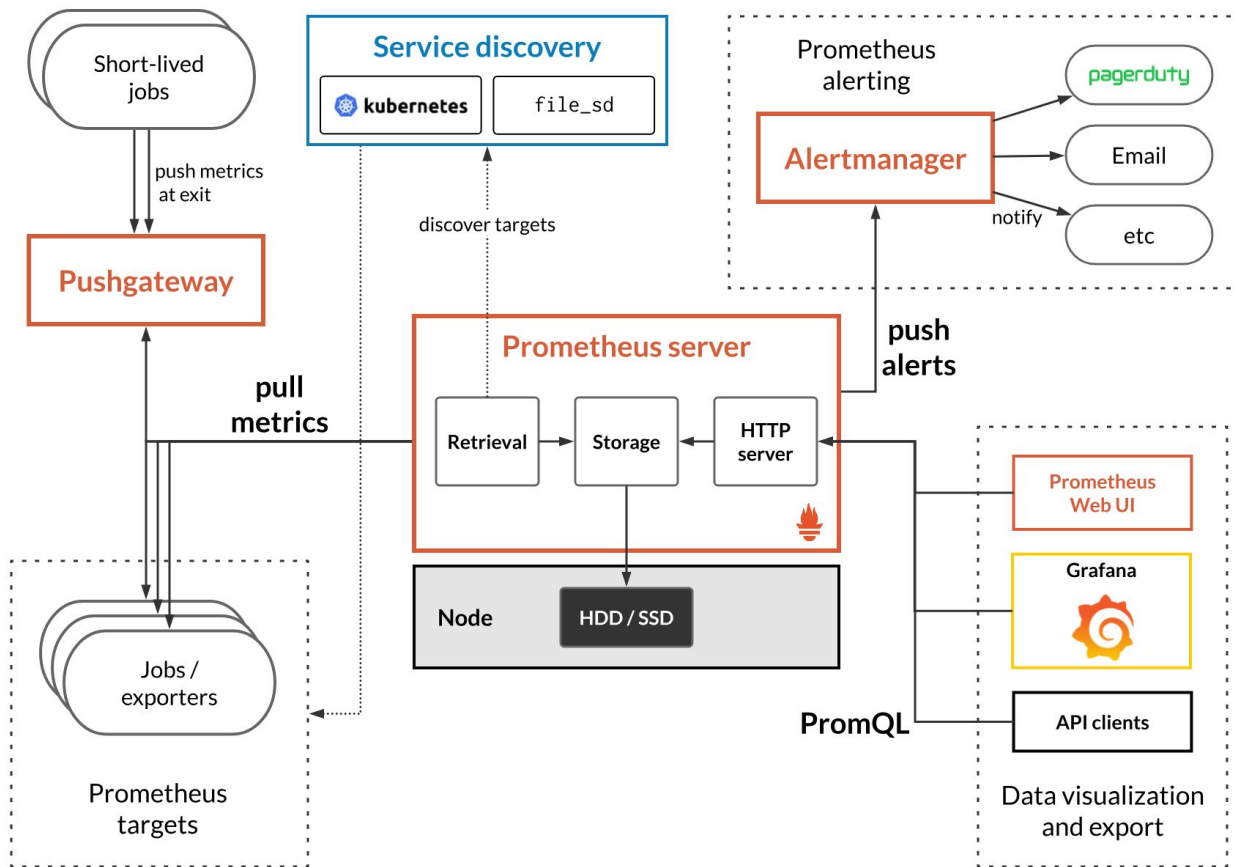 Short-lived
jobs
push metrics
at exit
Pushgateway
Service discovery
kubernetes
file_sd
discover targets
Prometheus
alerting
Alertmanager
pagerduty
Email
etc
notify
push
alerts
pull
metrics
Prometheus server
Retrieval
Storage
HTTP
server
Node
HDD / SSD
Jobs /
exporters
Prometheus
targets
PromQL
Prometheus
Web UI
Grafana
API clients
Data visualization
and export